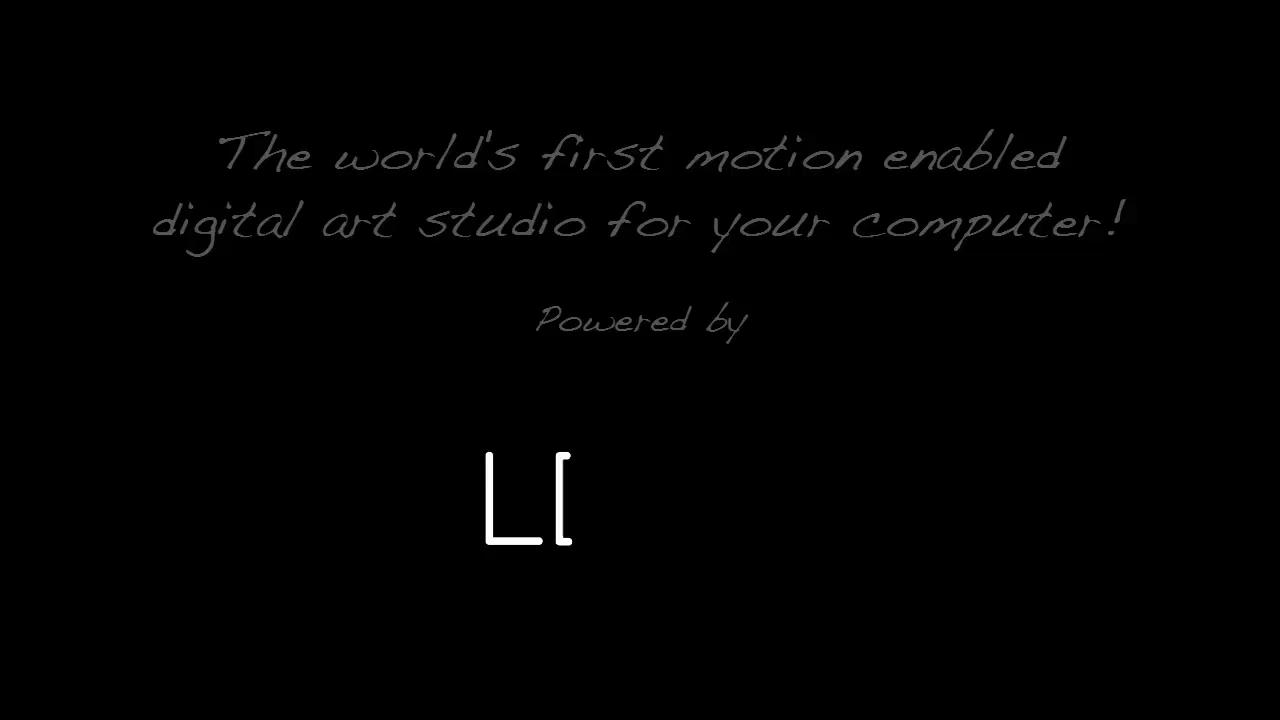 The world's first motion enabled
digital art studio for your computer!
Powered by
L